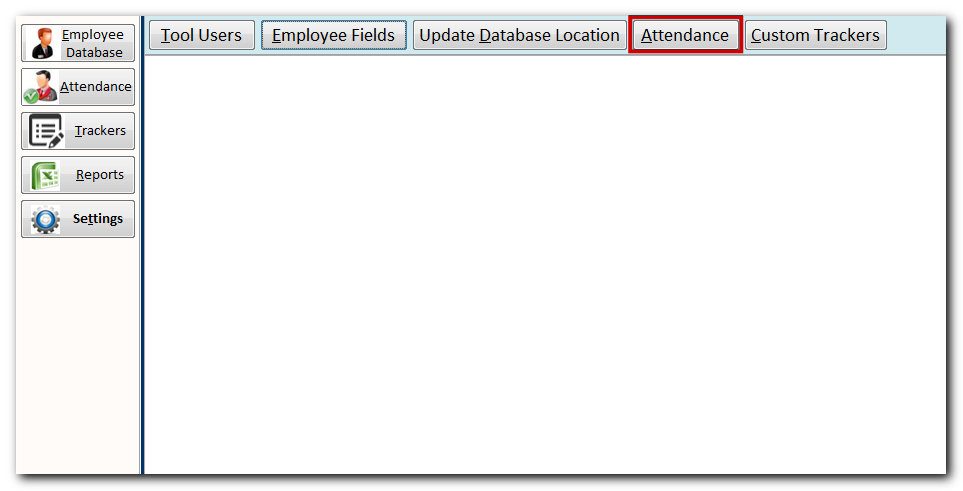 Employee
Database
Attendance
Trackers
Reports
Settings
Tool Users Employee Fields Update Database Location Attendance Custom Trackers